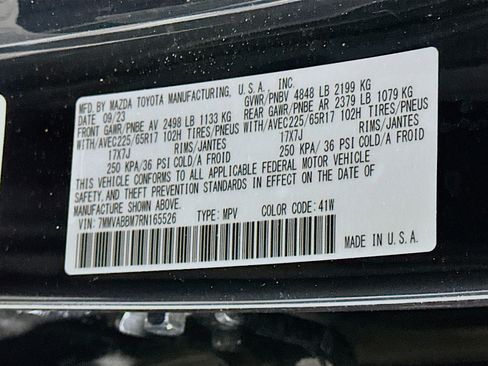 MFD. BY MAZDA TOYOTA MANUFACTURING, U.S.A., INC.
DATE 09/23 GVWR/PNBV 4848 LB 2199 KG
FRONT GAWR/PNBE AV 2498 LB 1133 KG REAR GAWR/PNBE AR 2379 LB 1079 KG
WITH/AVEC225/65R17 102H TIRES/PNEUS WITH/AVEC225/65R17 102H TIRES/PNEUS
17X7J RIMS/JANTES 17X7J RIMS/JANTES
250 KPA/ 36 PSI COLD/A FROID 250 KPA/ 36 PSI COLD/A FROID
THIS VEHICLE CONFORMS TO ALL APPLICABLE FEDERAL MOTOR VEHICLE
SAFETY, AND THEFT PREVENTION STANDARDS IN EFFECT ON THE DATE OF
MANUFACTURE SHOWN ABOVE.
VIN: 7MMVABBM7RN165526 TYPE: MPV COLOR CODE: 41W
MADE IN U.S.A.